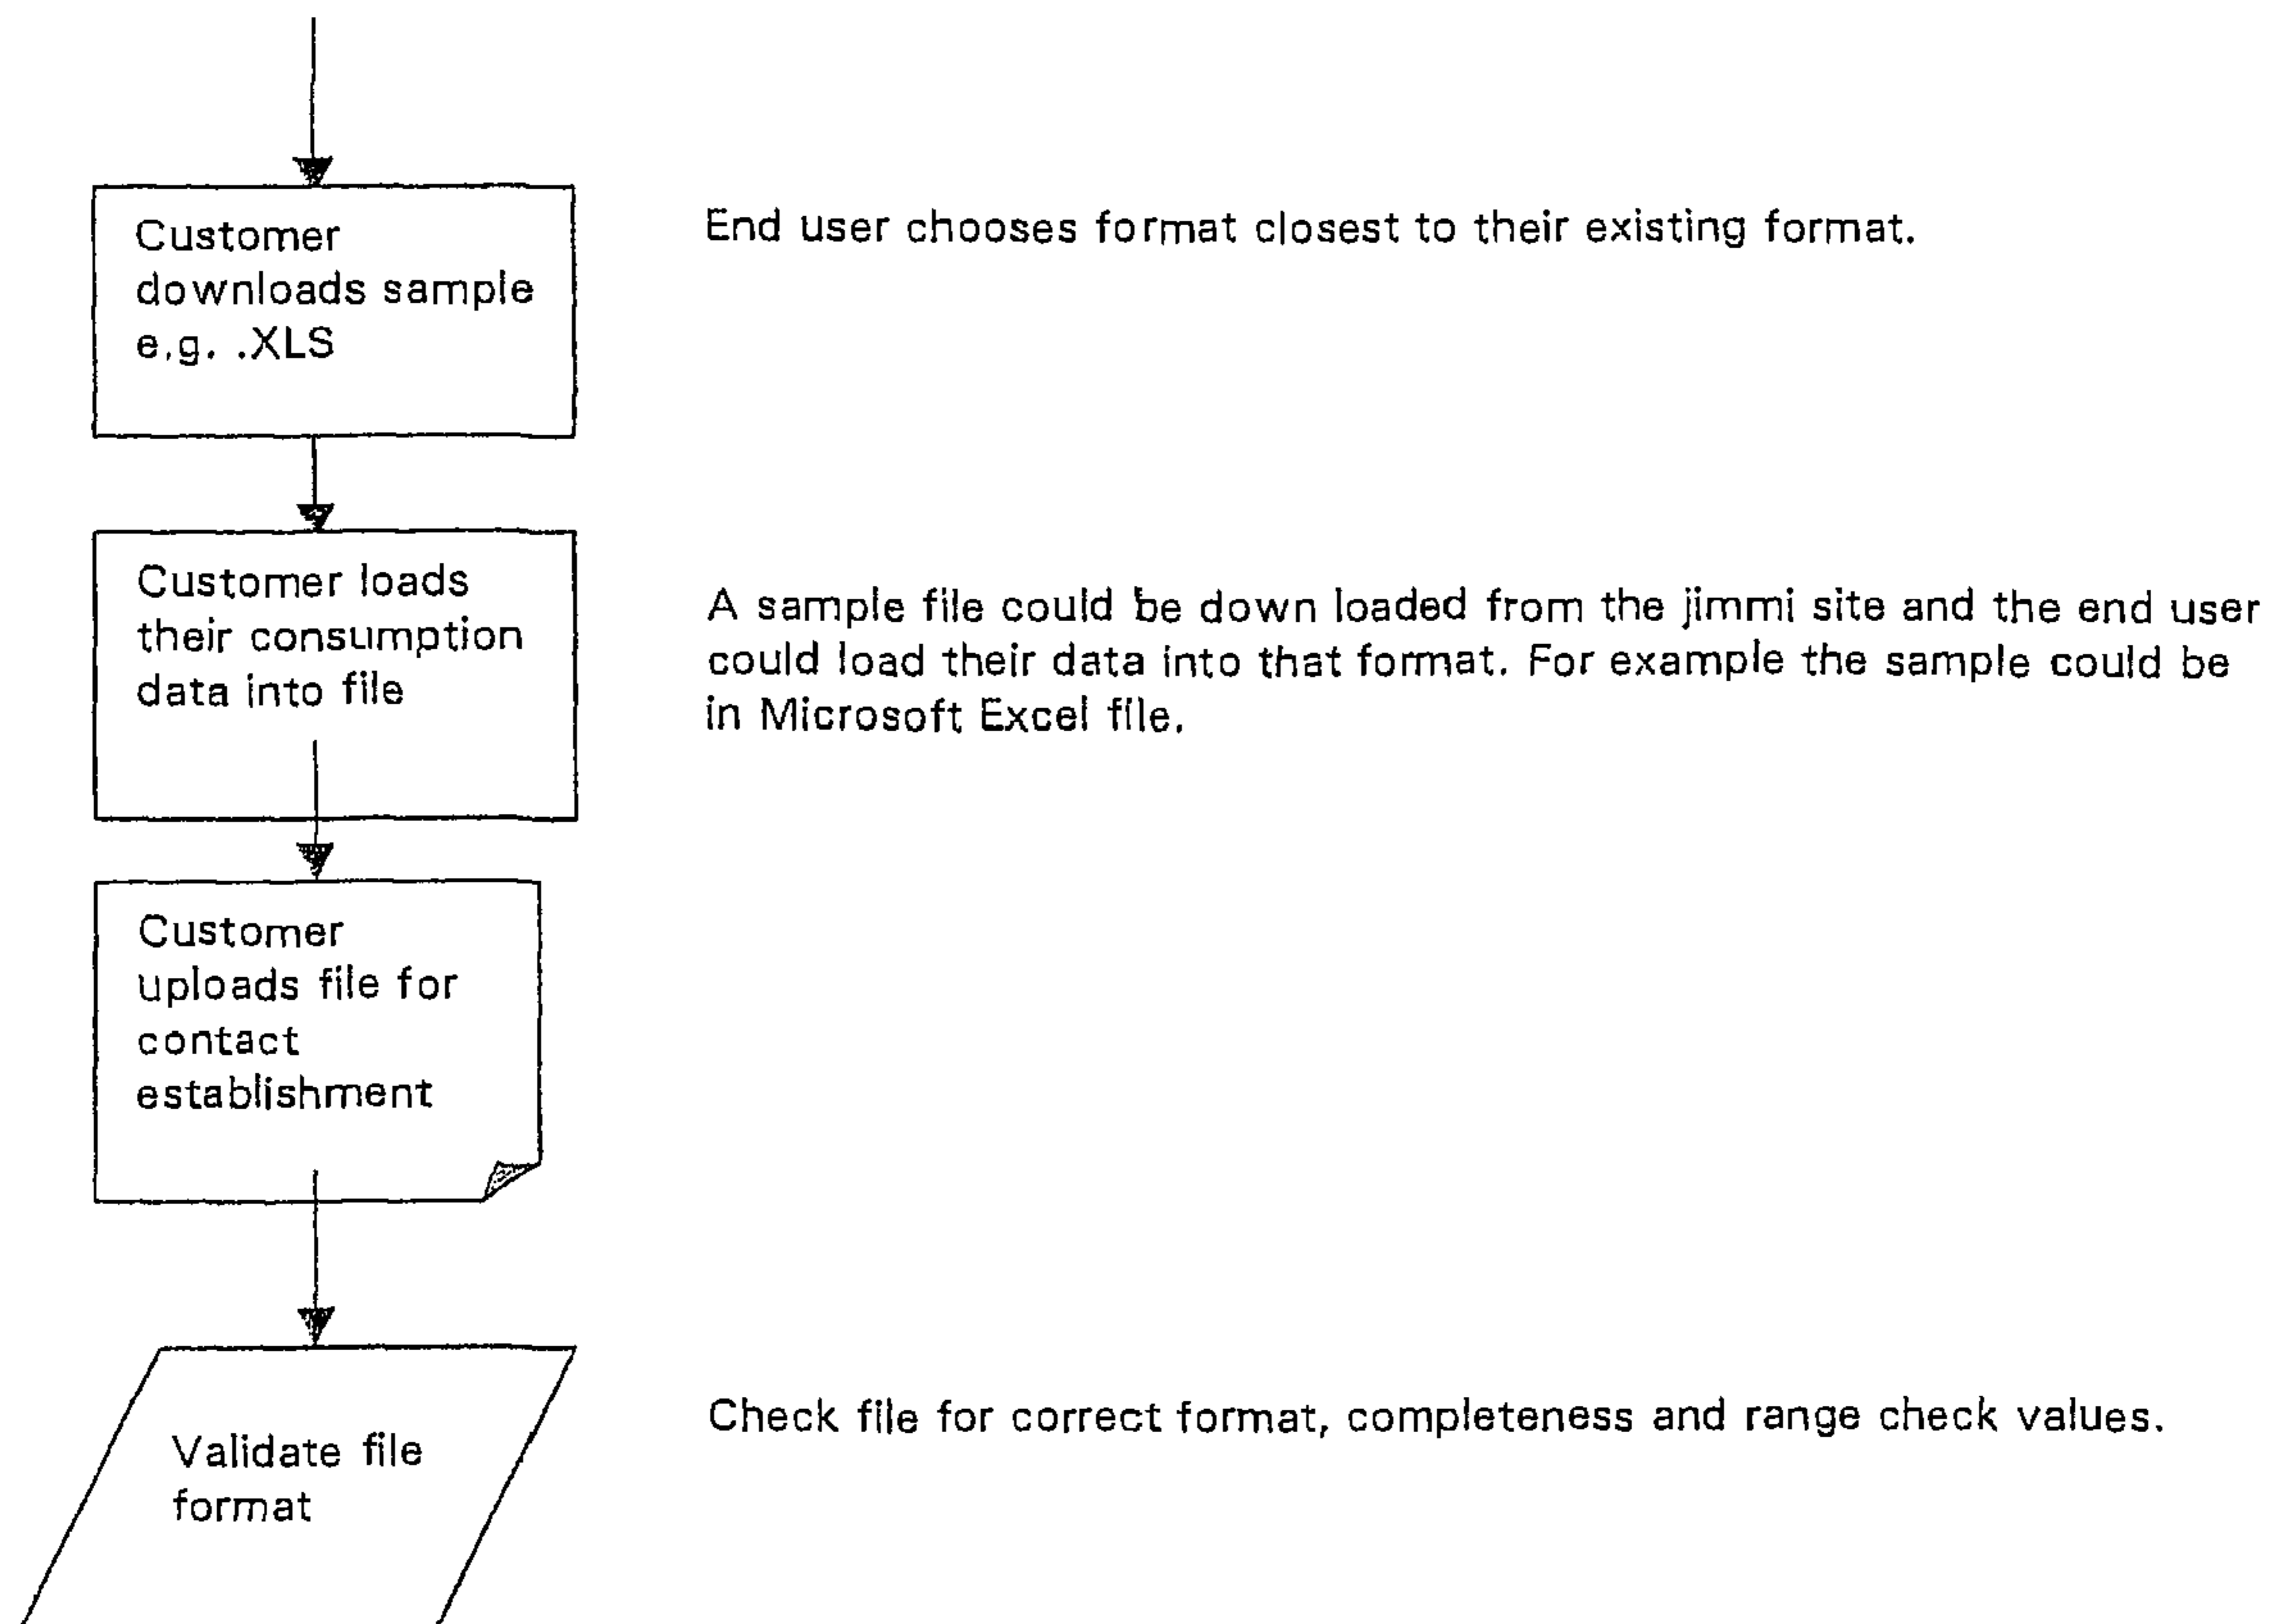 Customer
downloads sample
e.g. .XLS
End user chooses format closest to their existing format.
Customer loads
their consumption
data into file
A sample file could be down loaded from the jimmi site and the end user
could load their data into that format. For example the sample could be
in Microsoft Excel file.
Customer
uploads file for
contact
establishment
Validate file
format
Check file for correct format, completeness and range check values.